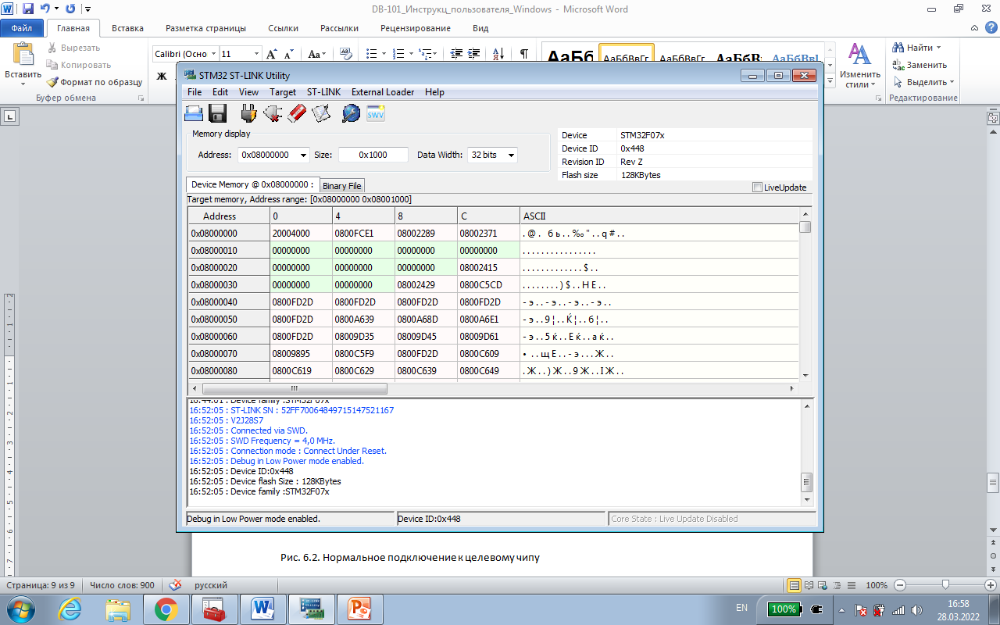 DB-101_Инструкц_пользователя_Windows - Microsoft Word
Файл Главная Вставка Разметка страницы Ссылки Рассылки Рецензирование Вид
Вставить
Вырезать
Копировать
Формат по образцу
Буфер обмена
Calibri (Осно 11
Ж
АаБбВвГг
АаБбВвГг
Изменить стили
Найти
Заменить
Выделить
Редактирование
STM32 ST-LINK Utility
File Edit View Target ST-LINK External Loader Help
SWV
Memory display
Address: 0x08000000 Size: 0x1000 Data Width: 32 bits
Device STM32F07x
Device ID 0x448
Revision ID Rev Z
Flash size 128KBytes
LiveUpdate
Device Memory @ 0x08000000 : Binary File
Target memory, Address range: [0x08000000 0x08001000]
Address 0 4 8 C ASCII
0x08000000 20004000 0800FCE1 08002289 08002371 .@. бь..‰"..q#..
0x08000010 00000000 00000000 00000000 00000000 ................
0x08000020 00000000 00000000 00000000 08002415 .............$..
0x08000030 00000000 00000000 08002429 0800C5CD ........)$..НЕ..
0x08000040 0800FD2D 0800FD2D 0800FD2D 0800FD2D -э..-э..-э..-э..
0x08000050 0800FD2D 0800A639 0800A68D 0800A6E1 -э..9¦..Ќ¦..б¦..
0x08000060 0800FD2D 08009D35 08009D45 08009D61 -э..5ќ..Eќ..aќ..
0x08000070 08009895 0800C5F9 0800FD2D 0800C609 •...щЕ..-э...Ж..
0x08000080 0800C619 0800C629 0800C639 0800C649 .Ж..)Ж..9Ж..IЖ..
16:44:01 : Device family :STM32F07x
16:52:05 : ST-LINK SN : 52FF70064849715147521167
16:52:05 : V2J28S7
16:52:05 : Connected via SWD.
16:52:05 : SWD Frequency = 4,0 MHz.
16:52:05 : Connection mode : Connect Under Reset.
16:52:05 : Debug in Low Power mode enabled.
16:52:05 : Device ID:0x448
16:52:05 : Device flash Size : 128KBytes
16:52:05 : Device family :STM32F07x
Debug in Low Power mode enabled. Device ID:0x448 Core State : Live Update Disabled
Рис. 6.2. Нормальное подключение к целевому чипу
Страница: 9 из 9 Число слов: 900 русский 100%
EN 100% 16:58
28.03.2022